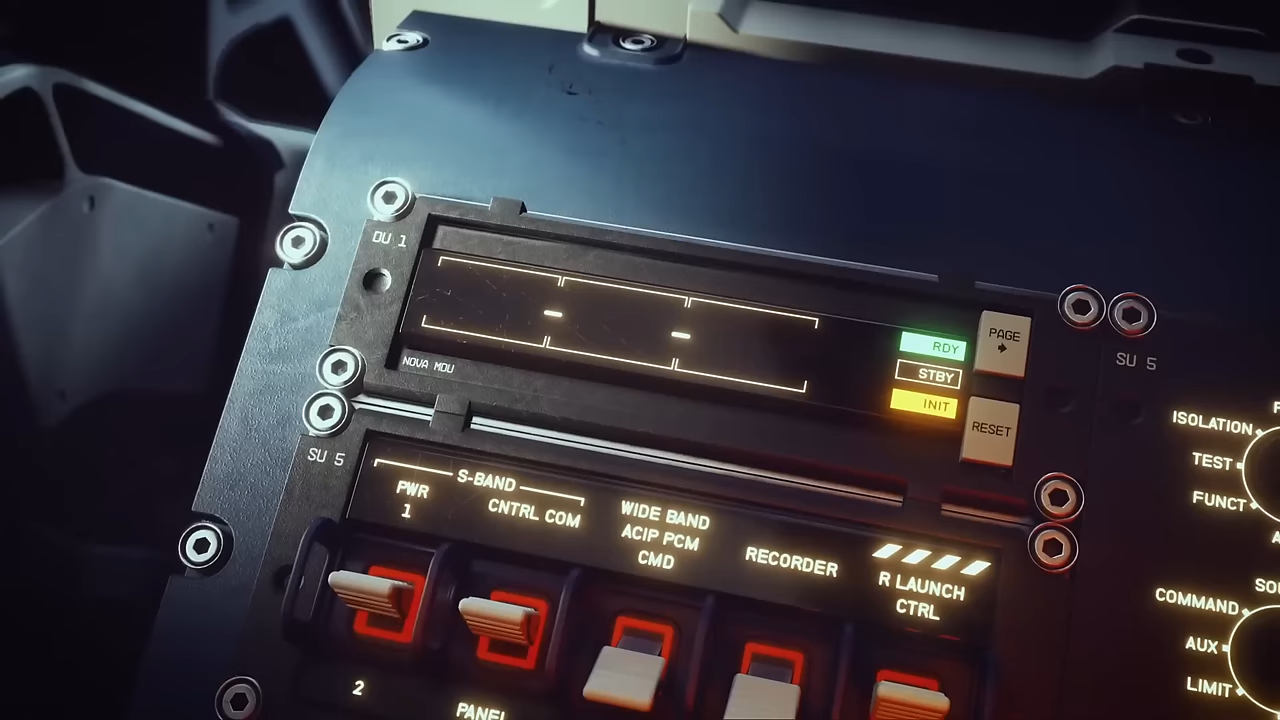 DU 1
PAGE
RDY
STBY
INIT
RESET
NOVA MDU
SU 5
SU 5
S-BAND
PWR
1
CNTRL COM
WIDE BAND
ACIP PCM
CMD
RECORDER
R LAUNCH
CTRL
2
PANEL
ISOLATION
TEST
FUNCT
COMMAND
AUX
LIMIT